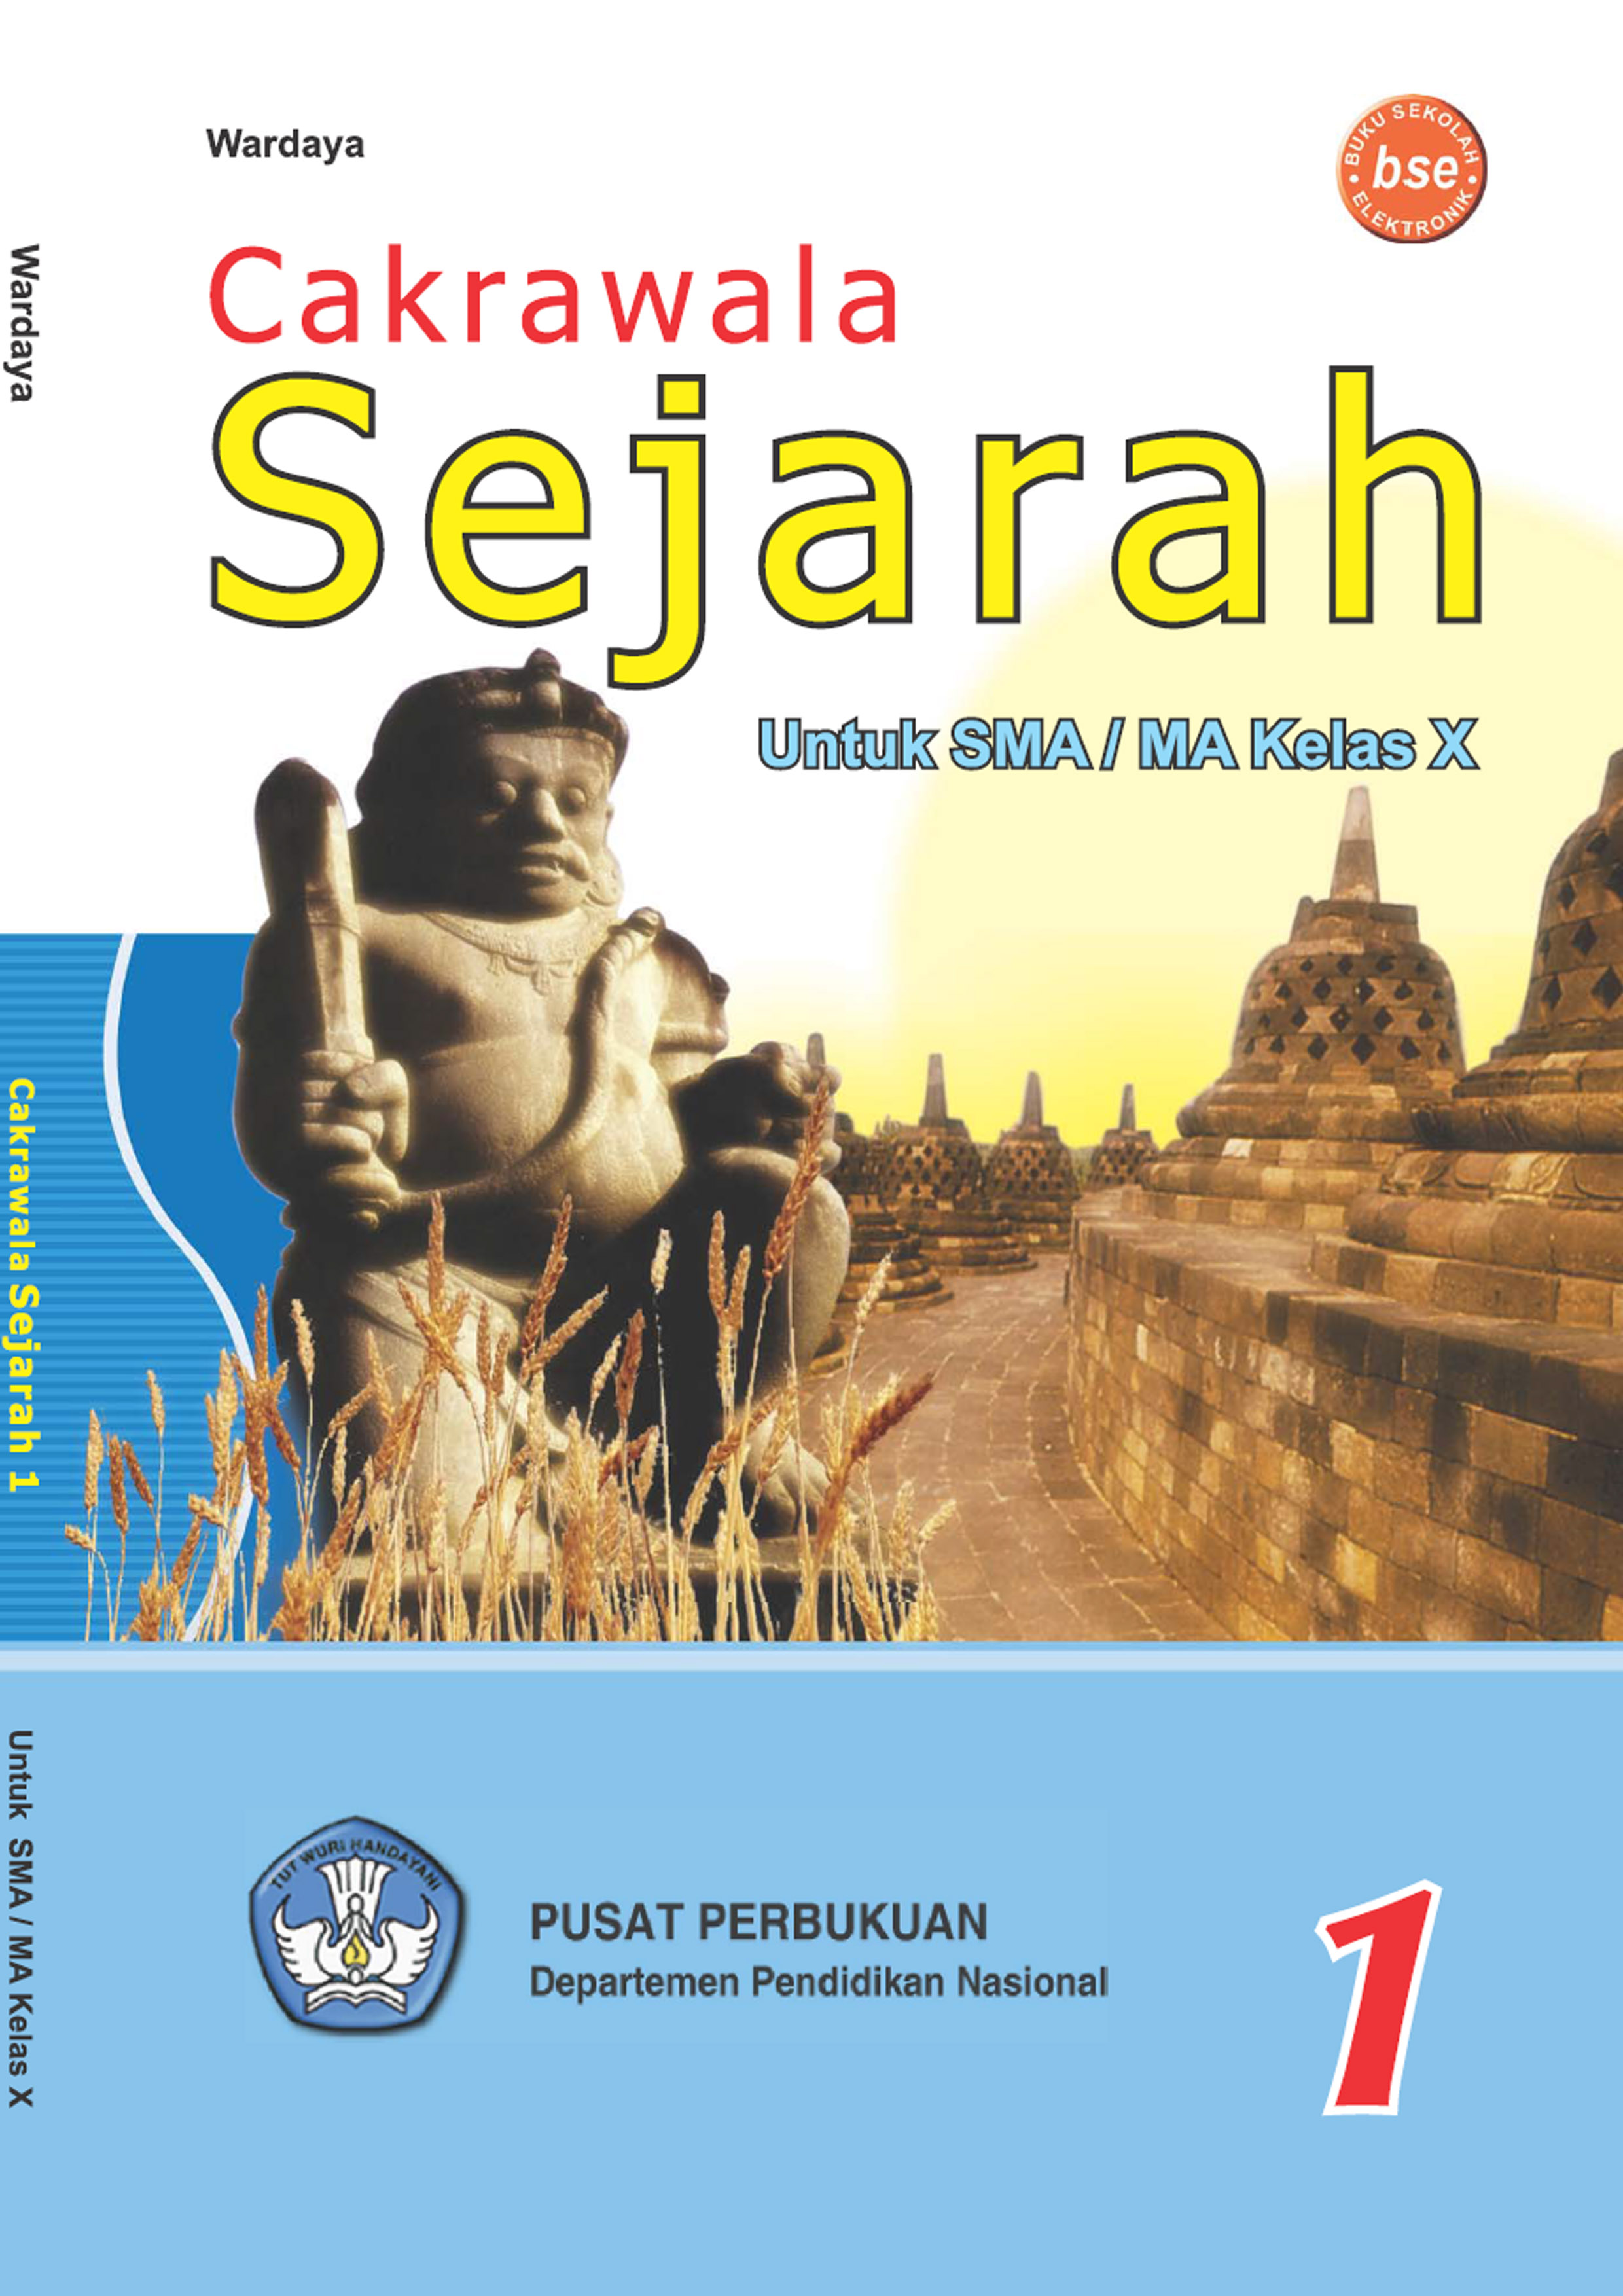 Wardaya
BUKU SEKOLAH
bse
ELEKTRONIK
Cakrawala
Sejarah
Untuk SMA / MA Kelas X
Wardaya
Cakrawala Sejarah 1
Untuk SMA / MA Kelas X
TUT WURI HANDAYANI
PUSAT PERBUKUAN
Departemen Pendidikan Nasional
1